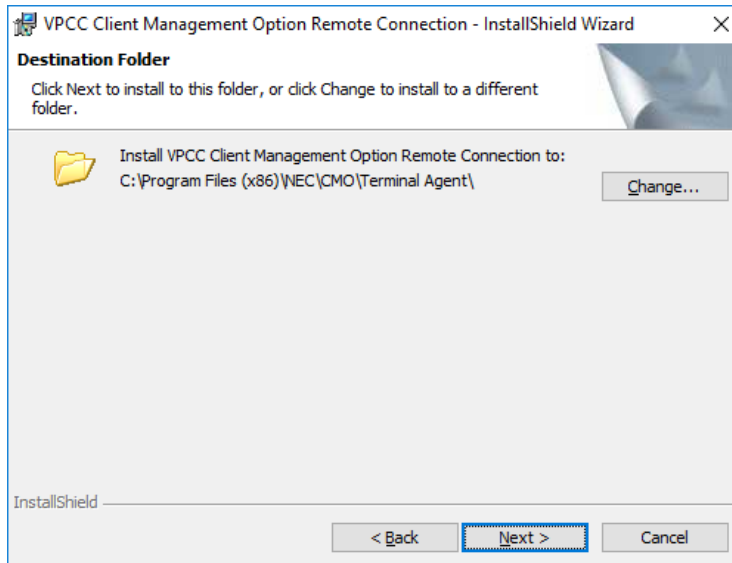 VPCC Client Management Option Remote Connection - InstallShield Wizard
Destination Folder
Click Next to install to this folder, or click Change to install to a different
folder.
Install VPCC Client Management Option Remote Connection to:
C:\Program Files (x86)\NEC\CMO\Terminal Agent\
Change...
InstallShield
< Back
Next >
Cancel